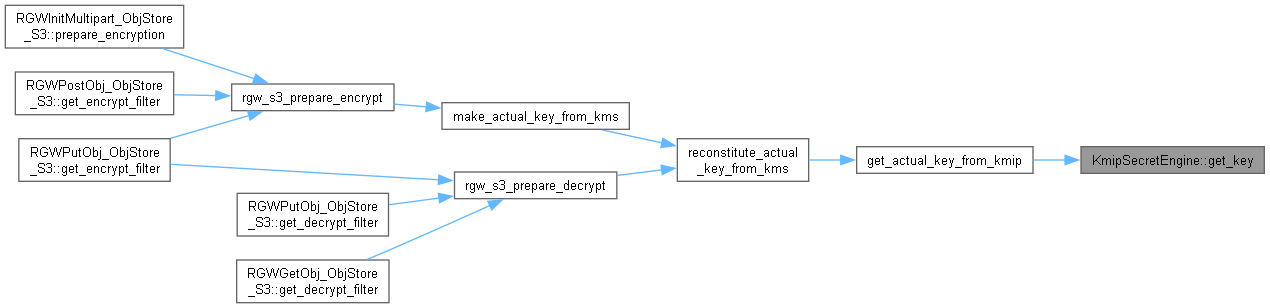 RGWInitMultipart_ObjStore
_S3::prepare_encryption
RGWPostObj_ObjStore
_S3::get_encrypt_filter
rgw_s3_prepare_encrypt
make_actual_key_from_kms
RGWPutObj_ObjStore
_S3::get_encrypt_filter
reconstitute_actual
_key_from_kms
get_actual_key_from_kmip
KmipSecretEngine::get_key
rgw_s3_prepare_decrypt
RGWPutObj_ObjStore
_S3::get_decrypt_filter
RGWGetObj_ObjStore
_S3::get_decrypt_filter